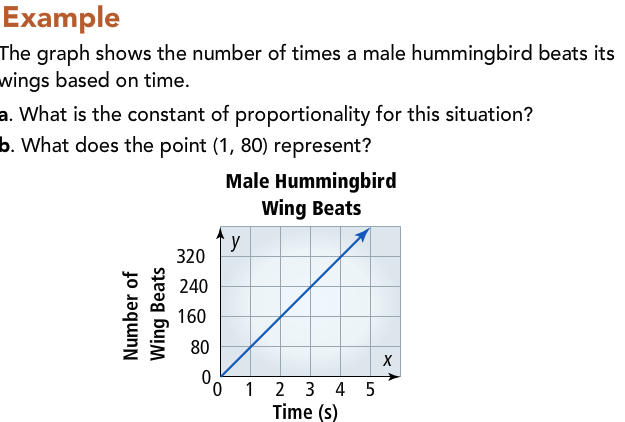 Example
The graph shows the number of times a male hummingbird beats its
wings based on time.
a. What is the constant of proportionality for this situation?
b. What does the point (1, 80) represent?
Male Hummingbird
Wing Beats
y
320
240
160
80
0
Number of
Wing Beats
x
0 1 2 3 4 5
Time (s)